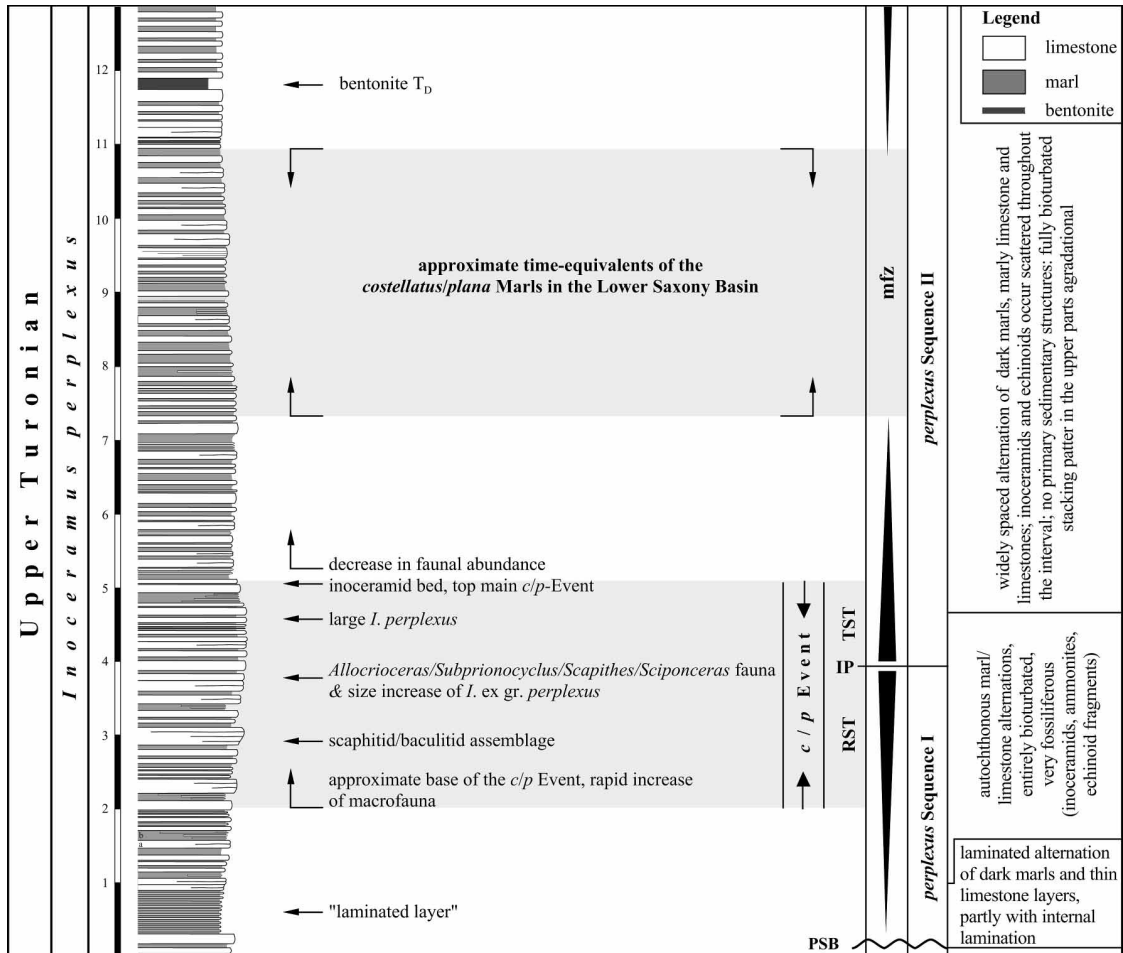 Upper Turonian
Inoceramus perplexus
12
11
10
9
8
7
6
5
4
3
2
1
b
a
bentonite TD
approximate time-equivalents of the
costellatus/plana Marls in the Lower Saxony Basin
decrease in faunal abundance
inoceramid bed, top main c/p-Event
large I. perplexus
Allocrioceras/Subprionocyclus/Scapithes/Sciponceras fauna
& size increase of I. ex gr. perplexus
scaphitid/baculitid assemblage
approximate base of the c/p Event, rapid increase
of macrofauna
"laminated layer"
c / p Event
TST
IP
RST
mfz
PSB
perplexus Sequence II
perplexus Sequence I
Legend
limestone
marl
bentonite
widely spaced alternation of dark marls, marly limestone and
limestones; inoceramids and echinoids occur scattered throughout
the interval; no primary sedimentary structures; fully bioturbated
stacking patter in the upper parts agradational
autochthonous marl/
limestone alternations,
entirely bioturbated,
very fossiliferous
(inoceramids, ammonites,
echinoid fragments)
laminated alternation
of dark marls and thin
limestone layers,
partly with internal
lamination